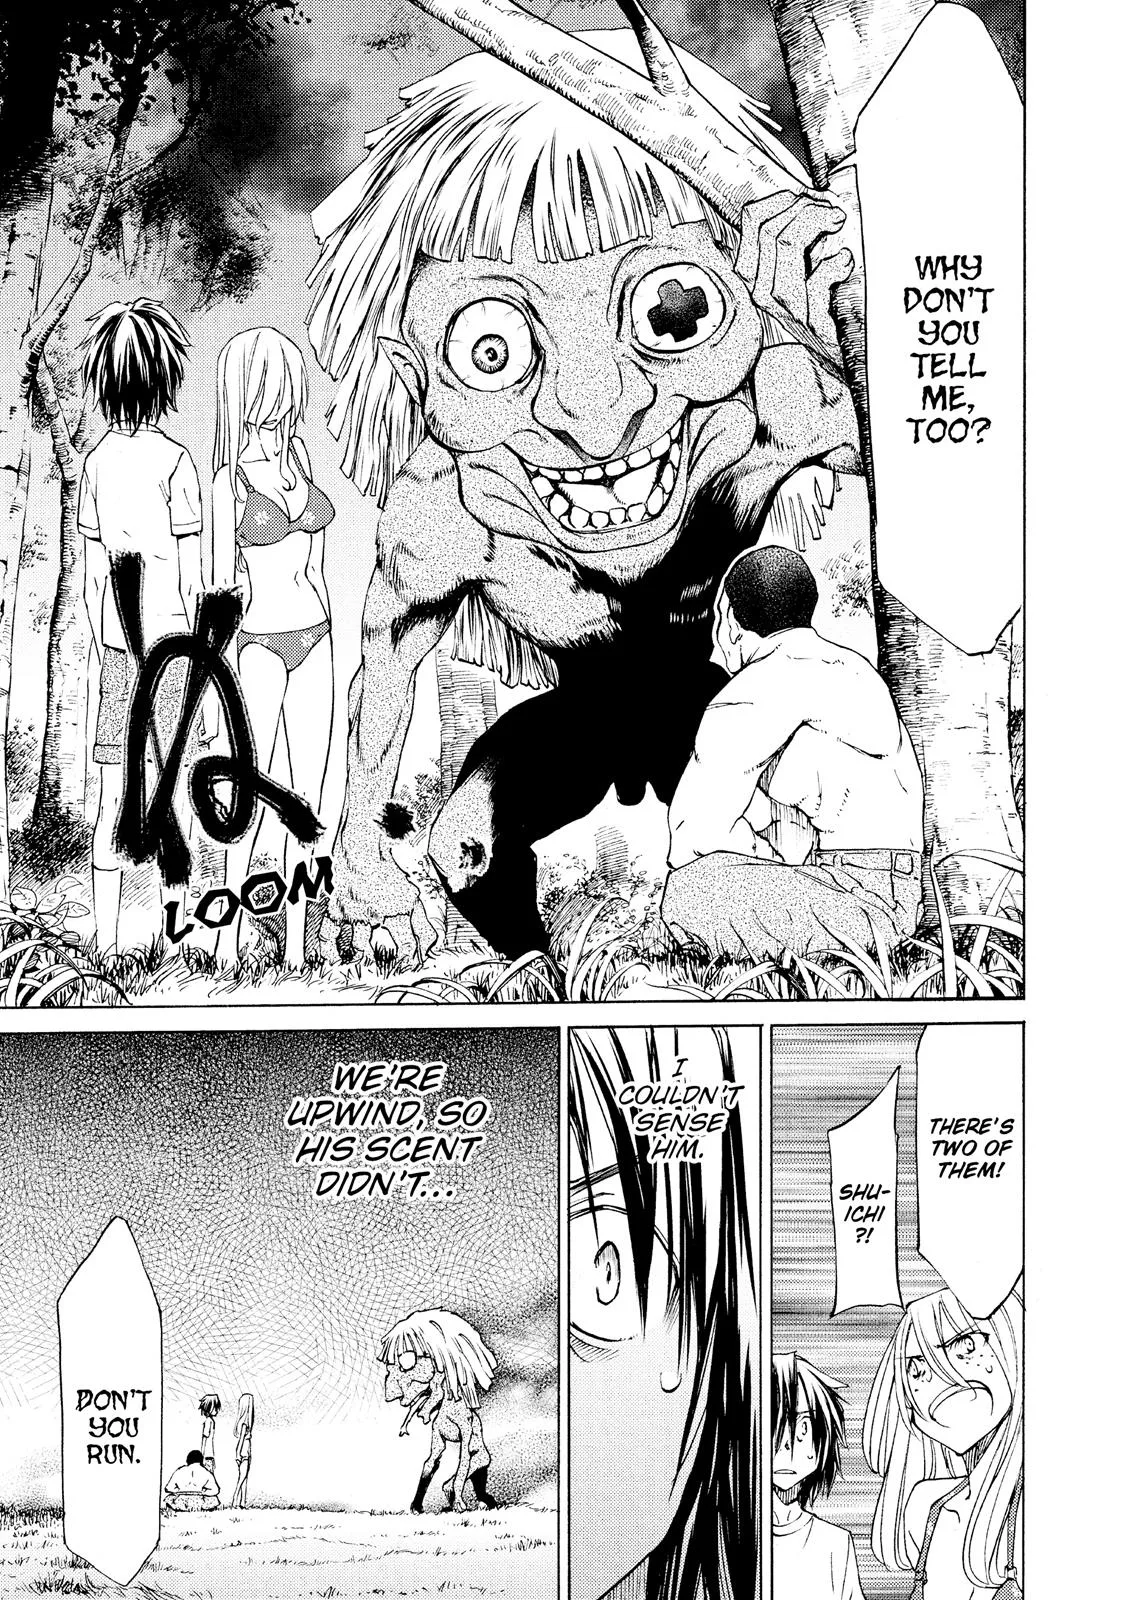 WHY
DON'T
YOU
TELL
ME,
TOO?
ぬ
LOOM
THERE'S
TWO OF
THEM!
SHU-
ICHI
?!
I
COULDN'T
SENSE
HIM.
WE'RE
UPWIND, SO
HIS SCENT
DIDN'T...
DON'T
YOU
RUN.